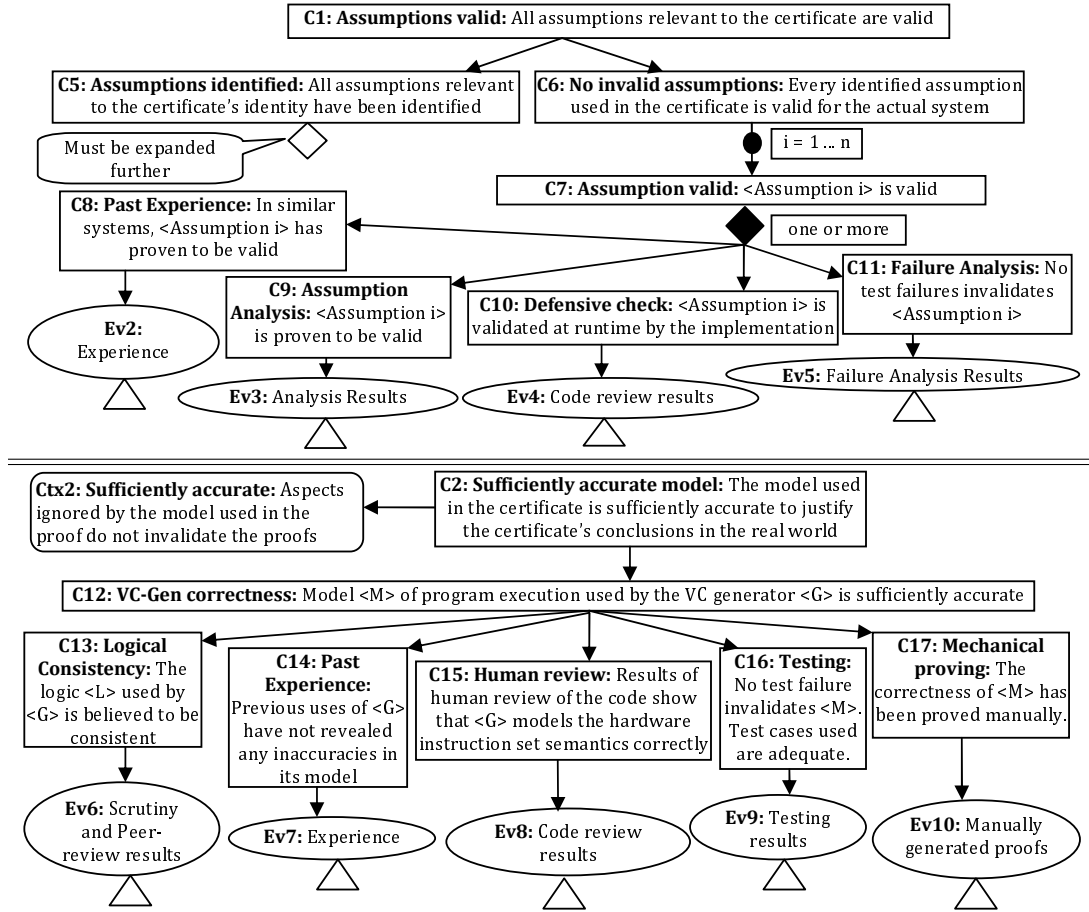 C1: Assumptions valid: All assumptions relevant to the certificate are valid
C5: Assumptions identified: All assumptions relevant
to the certificate's identity have been identified
C6: No invalid assumptions: Every identified assumption
used in the certificate is valid for the actual system
Must be expanded
further
i = 1 ... n
C7: Assumption valid: <Assumption i> is valid
C8: Past Experience: In similar
systems, <Assumption i> has
proven to be valid
one or more
C9: Assumption
Analysis: <Assumption i>
is proven to be valid
C10: Defensive check: <Assumption i> is
validated at runtime by the implementation
C11: Failure Analysis: No
test failures invalidates
<Assumption i>
Ev2:
Experience
Ev3: Analysis Results
Ev4: Code review results
Ev5: Failure Analysis Results
Ctx2: Sufficiently accurate: Aspects
ignored by the model used in the
proof do not invalidate the proofs
C2: Sufficiently accurate model: The model used
in the certificate is sufficiently accurate to justify
the certificate's conclusions in the real world
C12: VC-Gen correctness: Model <M> of program execution used by the VC generator <G> is sufficiently accurate
C13: Logical
Consistency: The
logic <L> used by
<G> is believed to be
consistent
C14: Past
Experience:
Previous uses of <G>
have not revealed
any inaccuracies in
its model
C15: Human review: Results of
human review of the code show
that <G> models the hardware
instruction set semantics correctly
C16: Testing:
No test failure
invalidates <M>.
Test cases used
are adequate.
C17: Mechanical
proving: The
correctness of <M> has
been proved manually.
Ev6: Scrutiny
and Peer-
review results
Ev7: Experience
Ev8: Code review
results
Ev9: Testing
results
Ev10: Manually
generated proofs